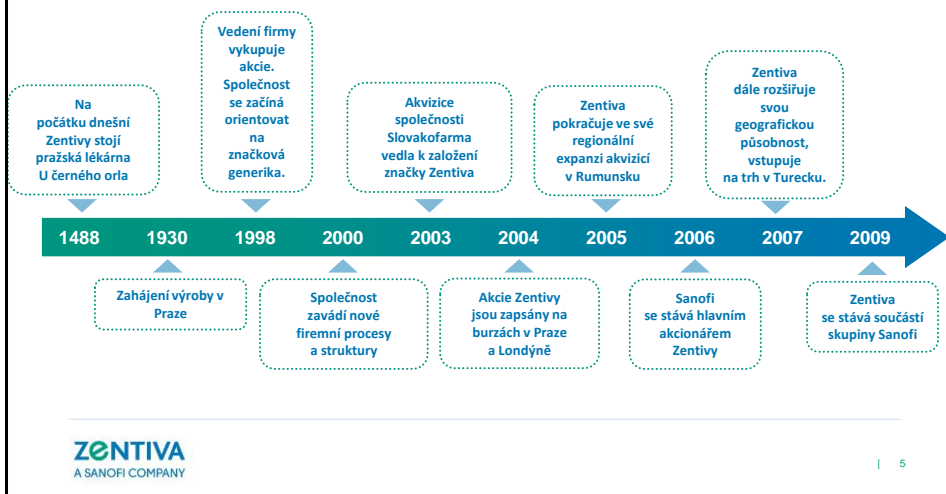 Na
počátku dnešní
Zentivy stojí
pražská lékárna
U černého orla
Vedení firmy
vykupuje
akcie.
Společnost
se začíná
orientovat
na
značková
generika.
Akvizice
společnosti
Slovakofarma
vedla k založení
značky Zentiva
Zentiva
pokračuje ve své
regionální
expanzi akvizicí
v Rumunsku
Zentiva
dále rozšiřuje
svou
geografickou
působnost,
vstupuje
na trh v Turecku.
1488 1930 1998 2000 2003 2004 2005 2006 2007 2009
Zahájení výroby v
Praze
Společnost
zavádí nové
firemní procesy
a struktury
Akcie Zentivy
jsou zapsány na
burzách v Praze
a Londýně
Sanofi
se stává hlavním
akcionářem
Zentivy
Zentiva
se stává součástí
skupiny Sanofi
ZENTIVA
A SANOFI COMPANY
| 5